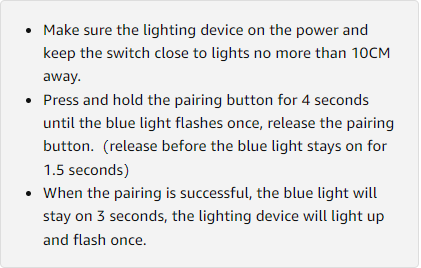 • Make sure the lighting device on the power and
keep the switch close to lights no more than 10CM
away.
• Press and hold the pairing button for 4 seconds
until the blue light flashes once, release the pairing
button.  (release before the blue light stays on for
1.5 seconds)
• When the pairing is successful, the blue light will
stay on 3 seconds, the lighting device will light up
and flash once.